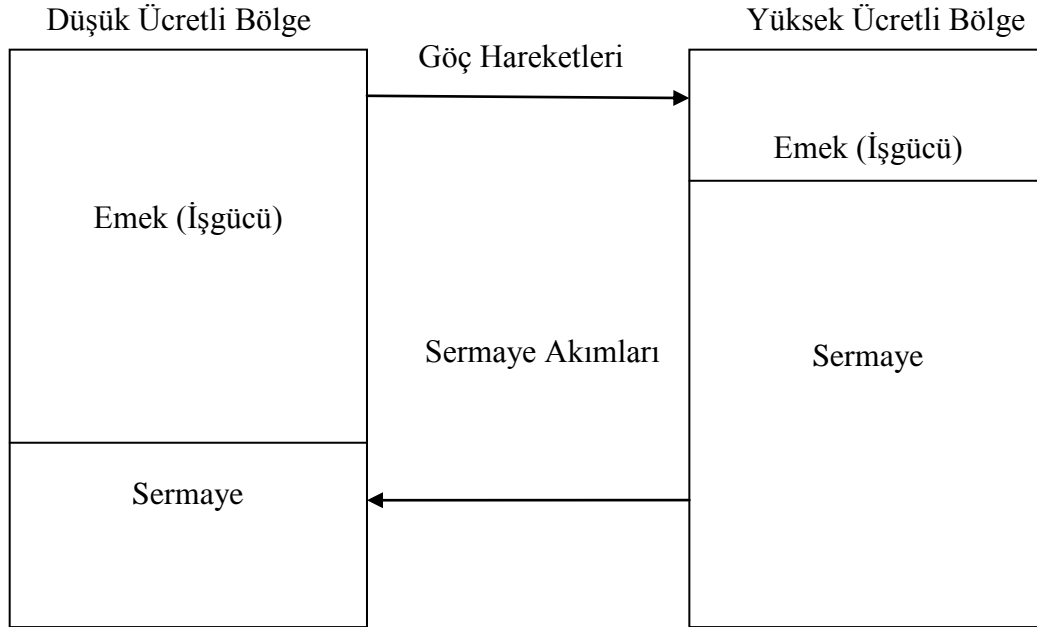 Düşük Ücretli Bölge
Yüksek Ücretli Bölge
Göç Hareketleri
Emek (İşgücü)
Emek (İşgücü)
Sermaye Akımları
Sermaye
Sermaye